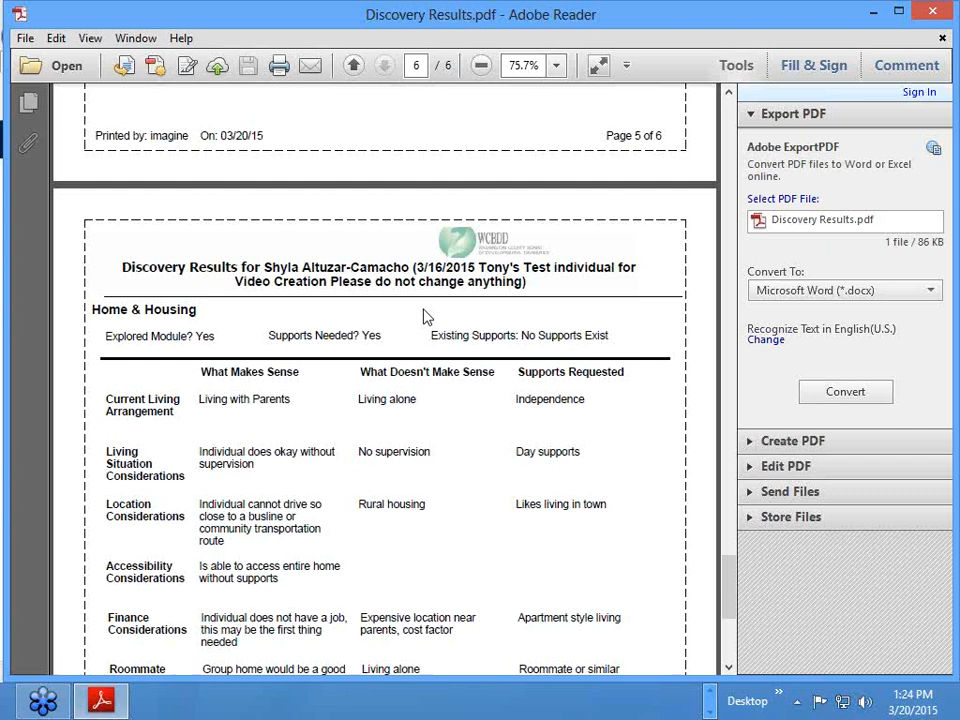 Discovery Results.pdf - Adobe Reader
File Edit View Window Help
Open 6 / 6 75.7% Tools Fill & Sign Comment
Sign In
Printed by: imagine On: 03/20/15 Page 5 of 6
WCBDD
Discovery Results for Shyla Altuzar-Camacho (3/16/2015 Tony's Test individual for
Video Creation Please do not change anything)
Home & Housing
Explored Module? Yes Supports Needed? Yes Existing Supports: No Supports Exist
What Makes Sense What Doesn't Make Sense Supports Requested
Current Living Living with Parents Living alone Independence
Arrangement
Living Individual does okay without No supervision Day supports
Situation supervision
Considerations
Location Individual cannot drive so Rural housing Likes living in town
Considerations close to a busline or
community transportation
route
Accessibility Is able to access entire home
Considerations without supports
Finance Individual does not have a job, Expensive location near Apartment style living
Considerations this may be the first thing parents, cost factor
needed
Roommate Group home would be a good Living alone Roommate or similar
Export PDF
Adobe ExportPDF
Convert PDF files to Word or Excel
online.
Select PDF File:
Discovery Results.pdf
1 file / 86 KB
Convert To:
Microsoft Word (*.docx)
Recognize Text in English(U.S.)
Change
Convert
Create PDF
Edit PDF
Send Files
Store Files
Desktop 1:24 PM
3/20/2015